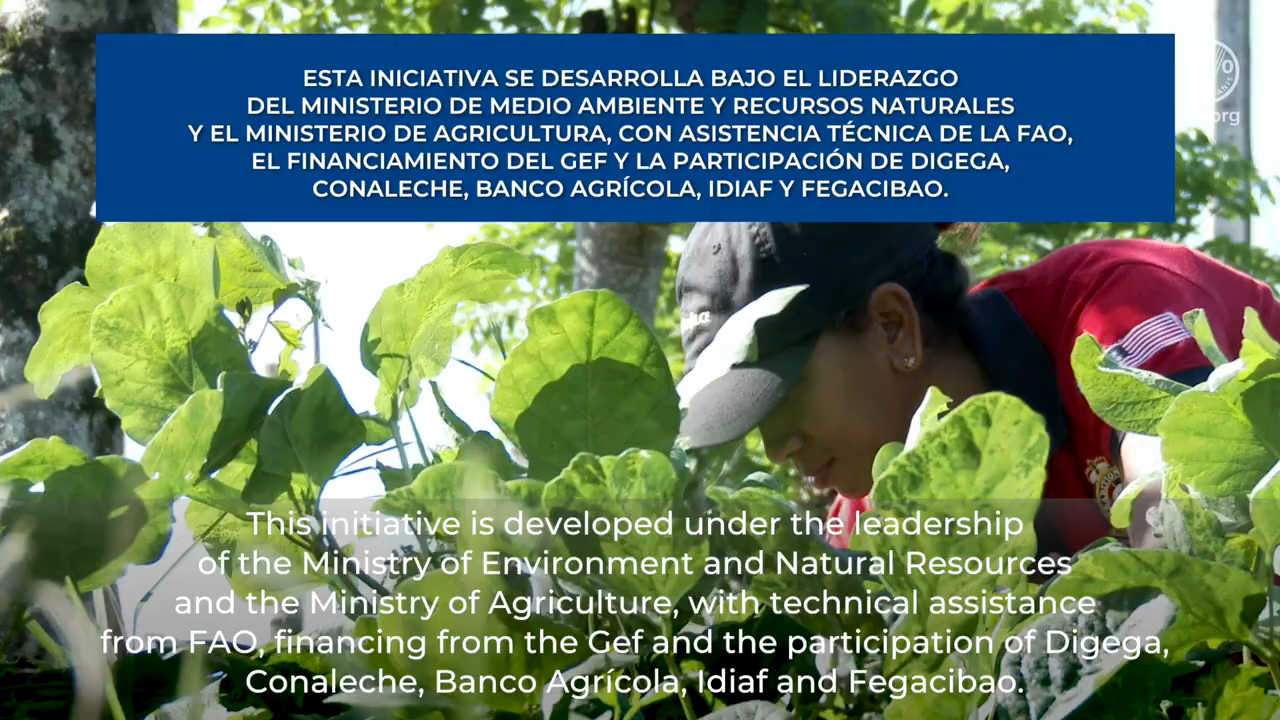 ESTA INICIATIVA SE DESARROLLA BAJO EL LIDERAZGO
DEL MINISTERIO DE MEDIO AMBIENTE Y RECURSOS NATURALES
Y EL MINISTERIO DE AGRICULTURA, CON ASISTENCIA TÉCNICA DE LA FAO,
EL FINANCIAMIENTO DEL GEF Y LA PARTICIPACIÓN DE DIGEGA,
CONALECHE, BANCO AGRÍCOLA, IDIAF Y FEGACIBAO.
This initiative is developed under the leadership
of the Ministry of Environment and Natural Resources
and the Ministry of Agriculture, with technical assistance
from FAO, financing from the Gef and the participation of Digega,
Conaleche, Banco Agrícola, Idiaf and Fegacibao.